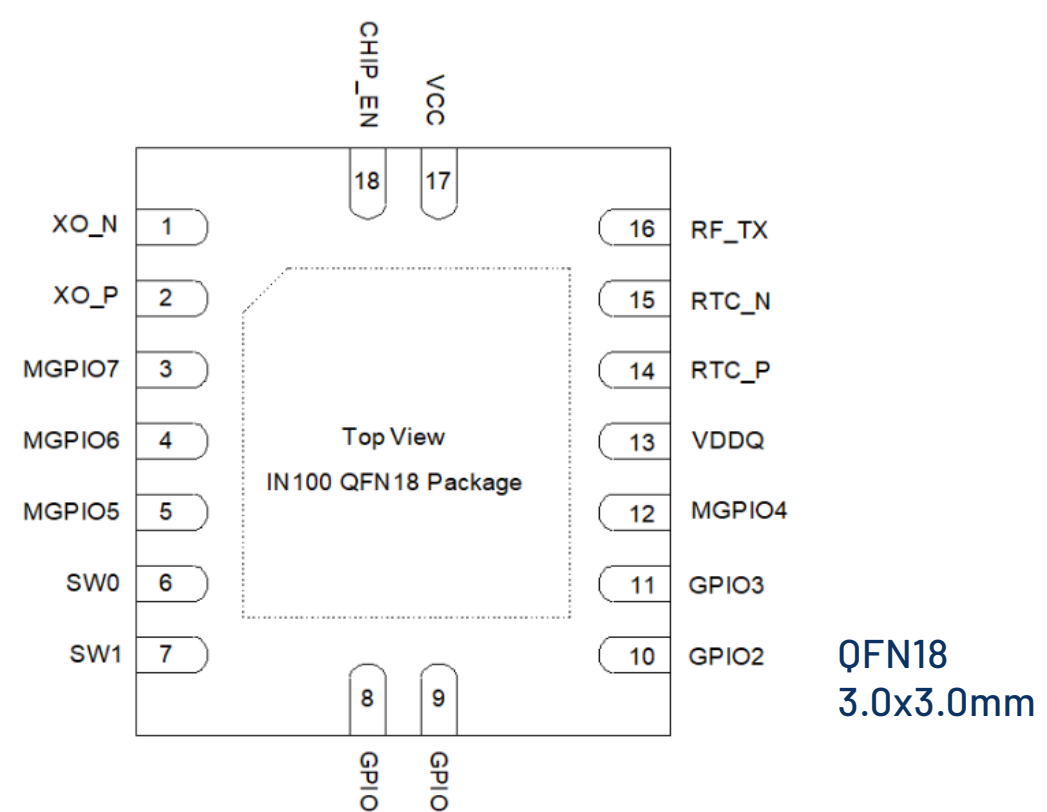 CHIP_EN
VCC
18
17
XO_N 1
16 RF_TX
XO_P 2
15 RTC_N
MGPIO7 3
14 RTC_P
MGPIO6 4
13 VDDQ
Top View
IN100 QFN18 Package
MGPIO5 5
12 MGPIO4
SW0 6
11 GPIO3
SW1 7
10 GPIO2
8
9
GPIO
GPIO
QFN18
3.0x3.0mm